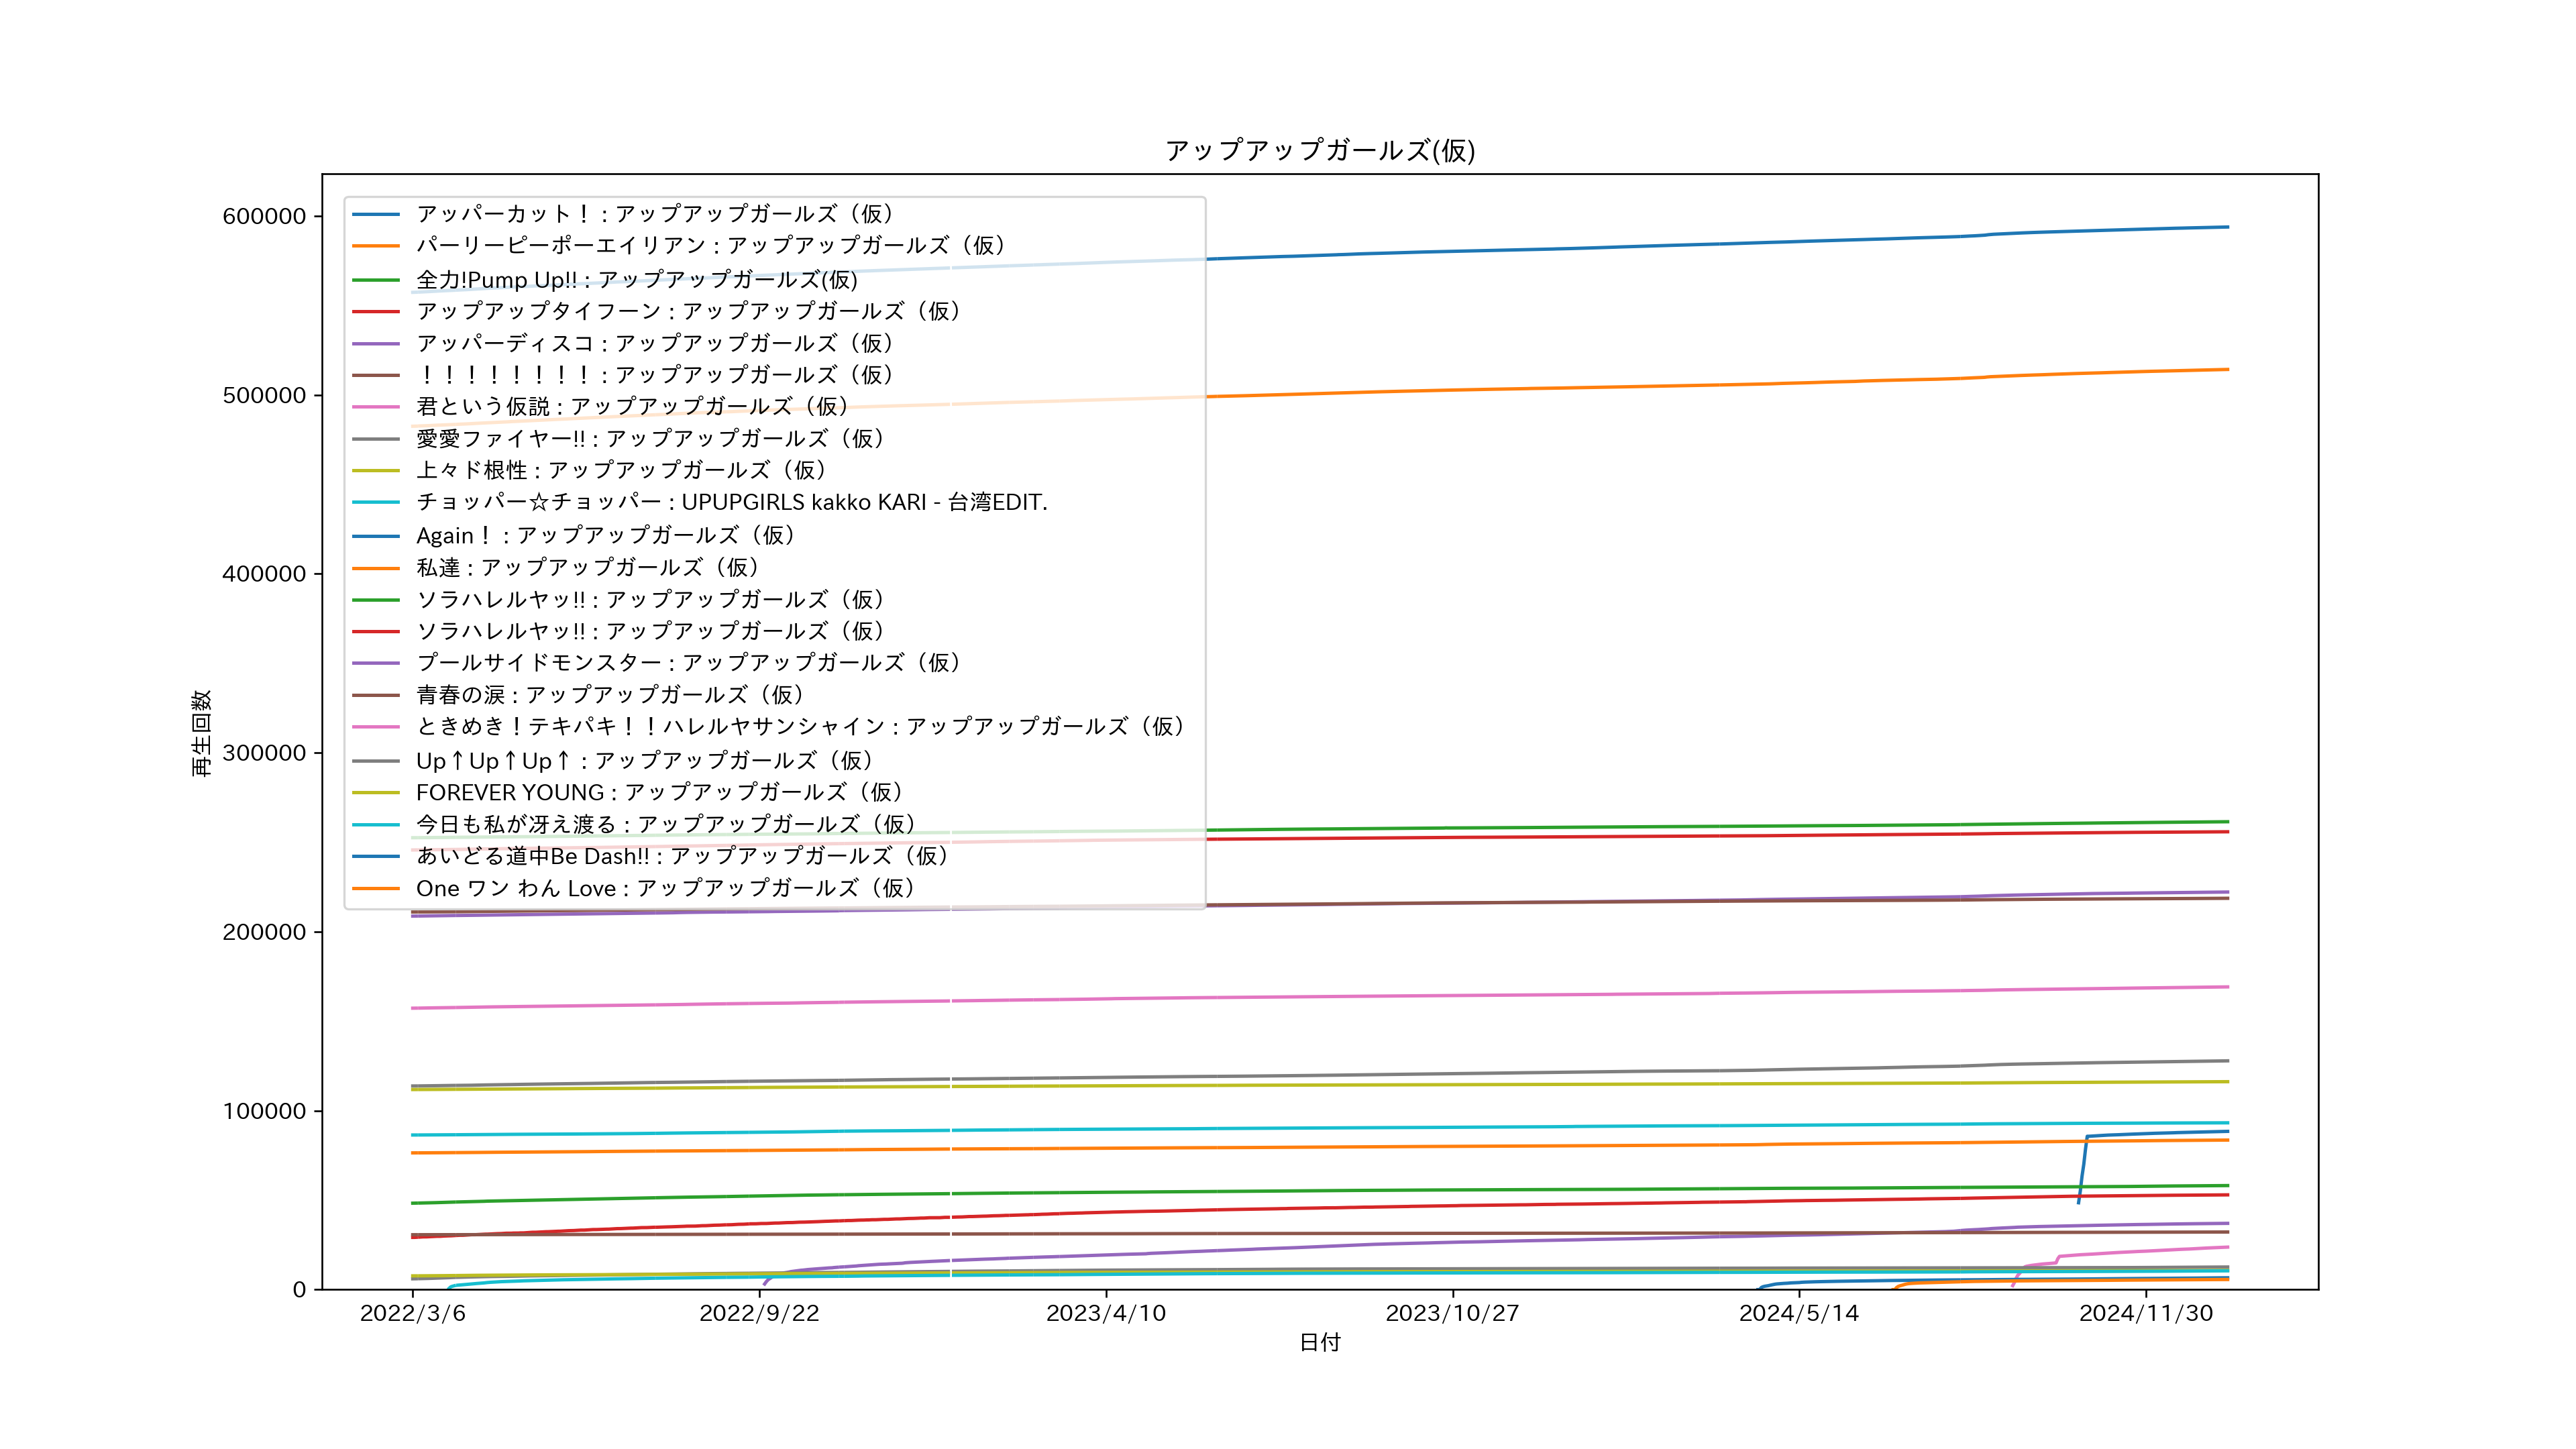 アップアップガールズ(仮)
アッパーカット！ : アップアップガールズ（仮）
パーリーピーポーエイリアン : アップアップガールズ（仮）
全力!Pump Up!! : アップアップガールズ(仮)
アップアップタイフーン : アップアップガールズ（仮）
アッパーディスコ : アップアップガールズ（仮）
！！！！！！！！ : アップアップガールズ（仮）
君という仮説 : アップアップガールズ（仮）
愛愛ファイヤー!! : アップアップガールズ（仮）
上々ド根性 : アップアップガールズ（仮）
チョッパー☆チョッパー : UPUPGIRLS kakko KARI - 台湾EDIT.
Again！ : アップアップガールズ（仮）
私達 : アップアップガールズ（仮）
ソラハレルヤッ!! : アップアップガールズ（仮）
ソラハレルヤッ!! : アップアップガールズ（仮）
プールサイドモンスター : アップアップガールズ（仮）
青春の涙 : アップアップガールズ（仮）
ときめき！テキパキ！！ハレルヤサンシャイン : アップアップガールズ（仮）
Up↑Up↑Up↑ : アップアップガールズ（仮）
FOREVER YOUNG : アップアップガールズ（仮）
今日も私が冴え渡る : アップアップガールズ（仮）
あいどる道中Be Dash!! : アップアップガールズ（仮）
One ワン わん Love : アップアップガールズ（仮）
600000
500000
400000
300000
200000
100000
0
再生回数
2022/3/6
2022/9/22
2023/4/10
2023/10/27
2024/5/14
2024/11/30
日付